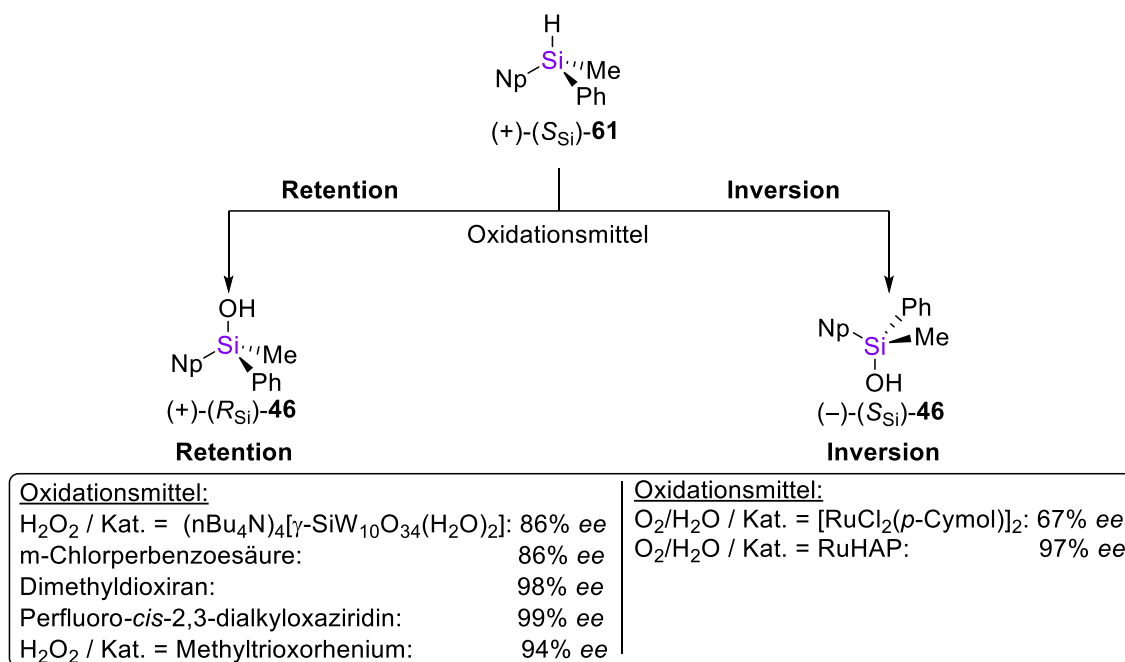 H
Si
Me
Np
Ph
(+)-(S_Si)-61
Retention
Inversion
Oxidationsmittel
OH
Si
Me
Np
Ph
(+)-(R_Si)-46
Retention
Ph
Np
Me
Si
OH
(–)-(S_Si)-46
Inversion
Oxidationsmittel:
H₂O₂ / Kat. = (nBu₄N)₄[γ-SiW₁₀O₃₄(H₂O)₂]: 86% ee
m-Chlorperbenzoesäure: 86% ee
Dimethyldioxiran: 98% ee
Perfluoro-cis-2,3-dialkyloxaziridin: 99% ee
H₂O₂ / Kat. = Methyltrioxorhenium: 94% ee
Oxidationsmittel:
O₂/H₂O / Kat. = [RuCl₂(p-Cymol)]₂: 67% ee
O₂/H₂O / Kat. = RuHAP: 97% ee